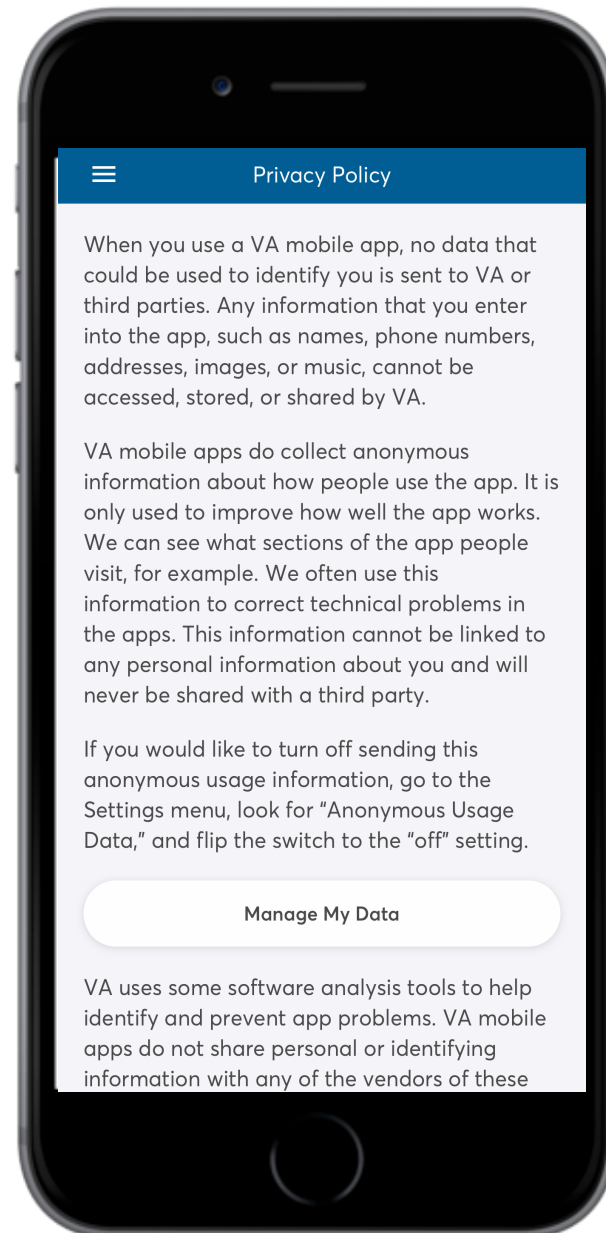 Privacy Policy
When you use a VA mobile app, no data that
could be used to identify you is sent to VA or
third parties. Any information that you enter
into the app, such as names, phone numbers,
addresses, images, or music, cannot be
accessed, stored, or shared by VA.
VA mobile apps do collect anonymous
information about how people use the app. It is
only used to improve how well the app works.
We can see what sections of the app people
visit, for example. We often use this
information to correct technical problems in
the apps. This information cannot be linked to
any personal information about you and will
never be shared with a third party.
If you would like to turn off sending this
anonymous usage information, go to the
Settings menu, look for “Anonymous Usage
Data,” and flip the switch to the “off” setting.
Manage My Data
VA uses some software analysis tools to help
identify and prevent app problems. VA mobile
apps do not share personal or identifying
information with any of the vendors of these